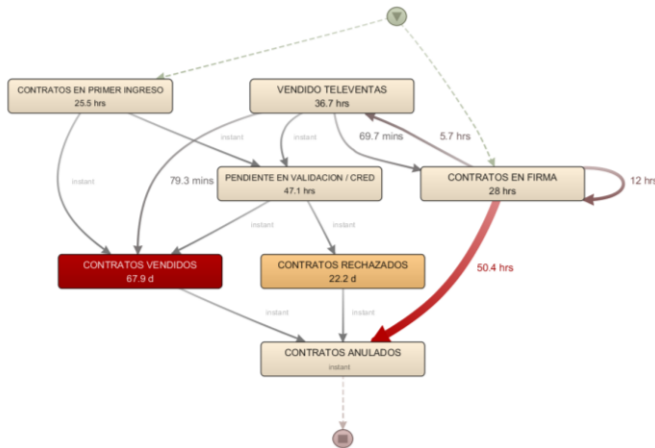 CONTRATOS EN PRIMER INGRESO
25.5 hrs
VENDIDO TELEVENTAS
36.7 hrs
instant
instant
69.7 mins
5.7 hrs
instant
79.3 mins
PENDIENTE EN VALIDACION / CRED
47.1 hrs
CONTRATOS EN FIRMA
28 hrs
12 hrs
instant
instant
CONTRATOS VENDIDOS
67.9 d
CONTRATOS RECHAZADOS
22.2 d
50.4 hrs
instant
instant
CONTRATOS ANULADOS
instant